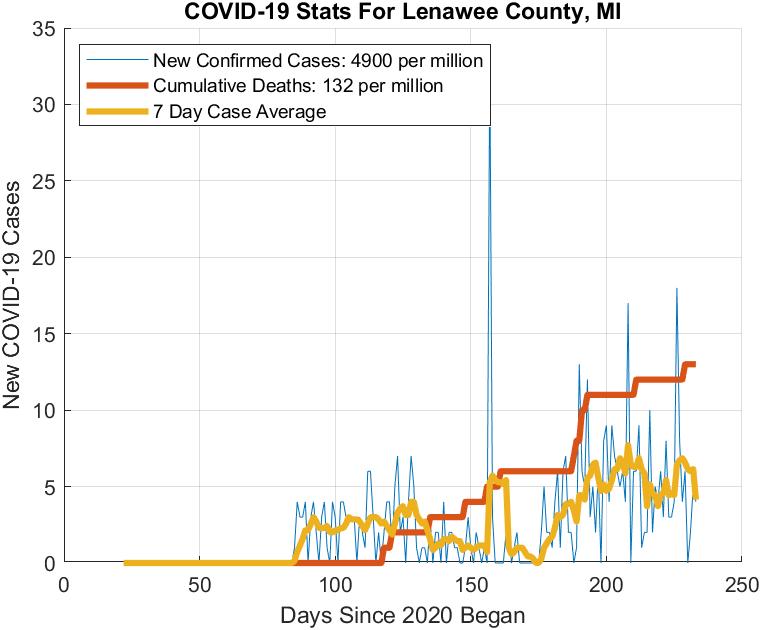 COVID-19 Stats For Lenawee County, MI
New Confirmed Cases: 4900 per million
Cumulative Deaths: 132 per million
7 Day Case Average
New COVID-19 Cases
35
30
25
20
15
10
5
0
0 50 100 150 200 250
Days Since 2020 Began